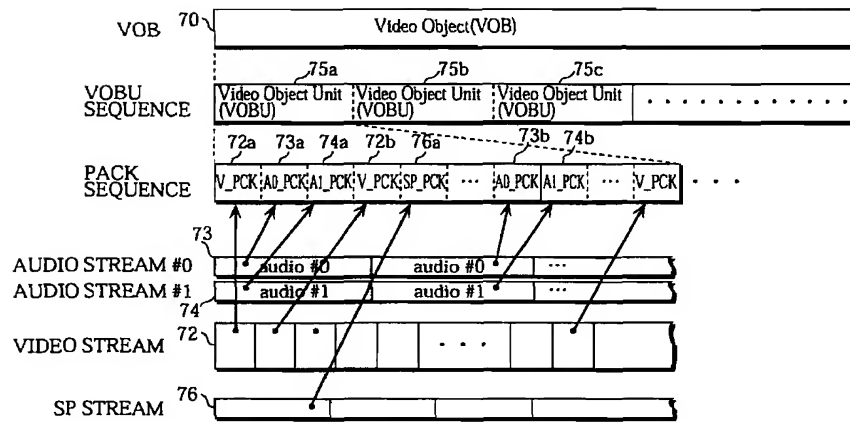 VOB 70 Video Object(VOB)
75a 75b 75c
VOBU SEQUENCE Video Object Unit (VOBU) Video Object Unit (VOBU) Video Object Unit (VOBU) . . . . . . . . . . . . .
72a 73a 74a 72b 76a 73b 74b
PACK SEQUENCE V_PCK A0_PCK A1_PCK V_PCK SP_PCK ... A0_PCK A1_PCK ... V_PCK . . .
73
AUDIO STREAM #0 audio #0 audio #0 ...
AUDIO STREAM #1 audio #1 audio #1 ...
74
VIDEO STREAM 72 . . .
76
SP STREAM